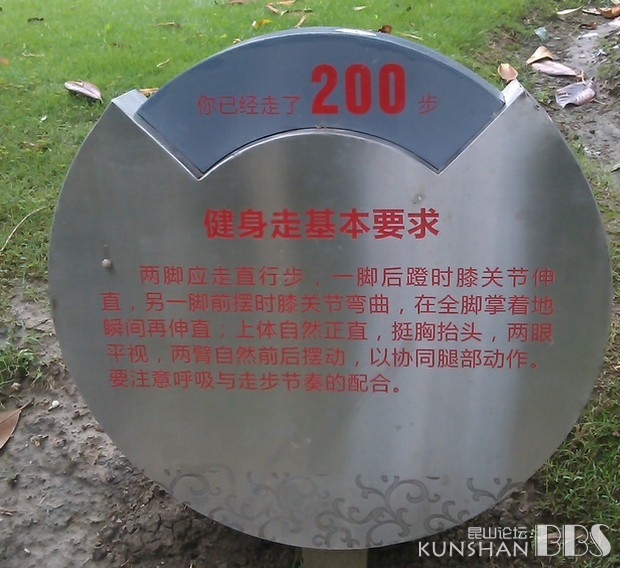 你已经走了 200 步
健身走基本要求
两脚应走直行步，一脚后蹬时膝关节伸
直，另一脚前摆时膝关节弯曲，在全脚掌着地
瞬间再伸直；上体自然正直，挺胸抬头，两眼
平视，两臂自然前后摆动，以协同腿部动作。
要注意呼吸与走步节奏的配合。
昆山论坛
KUNSHAN BBS